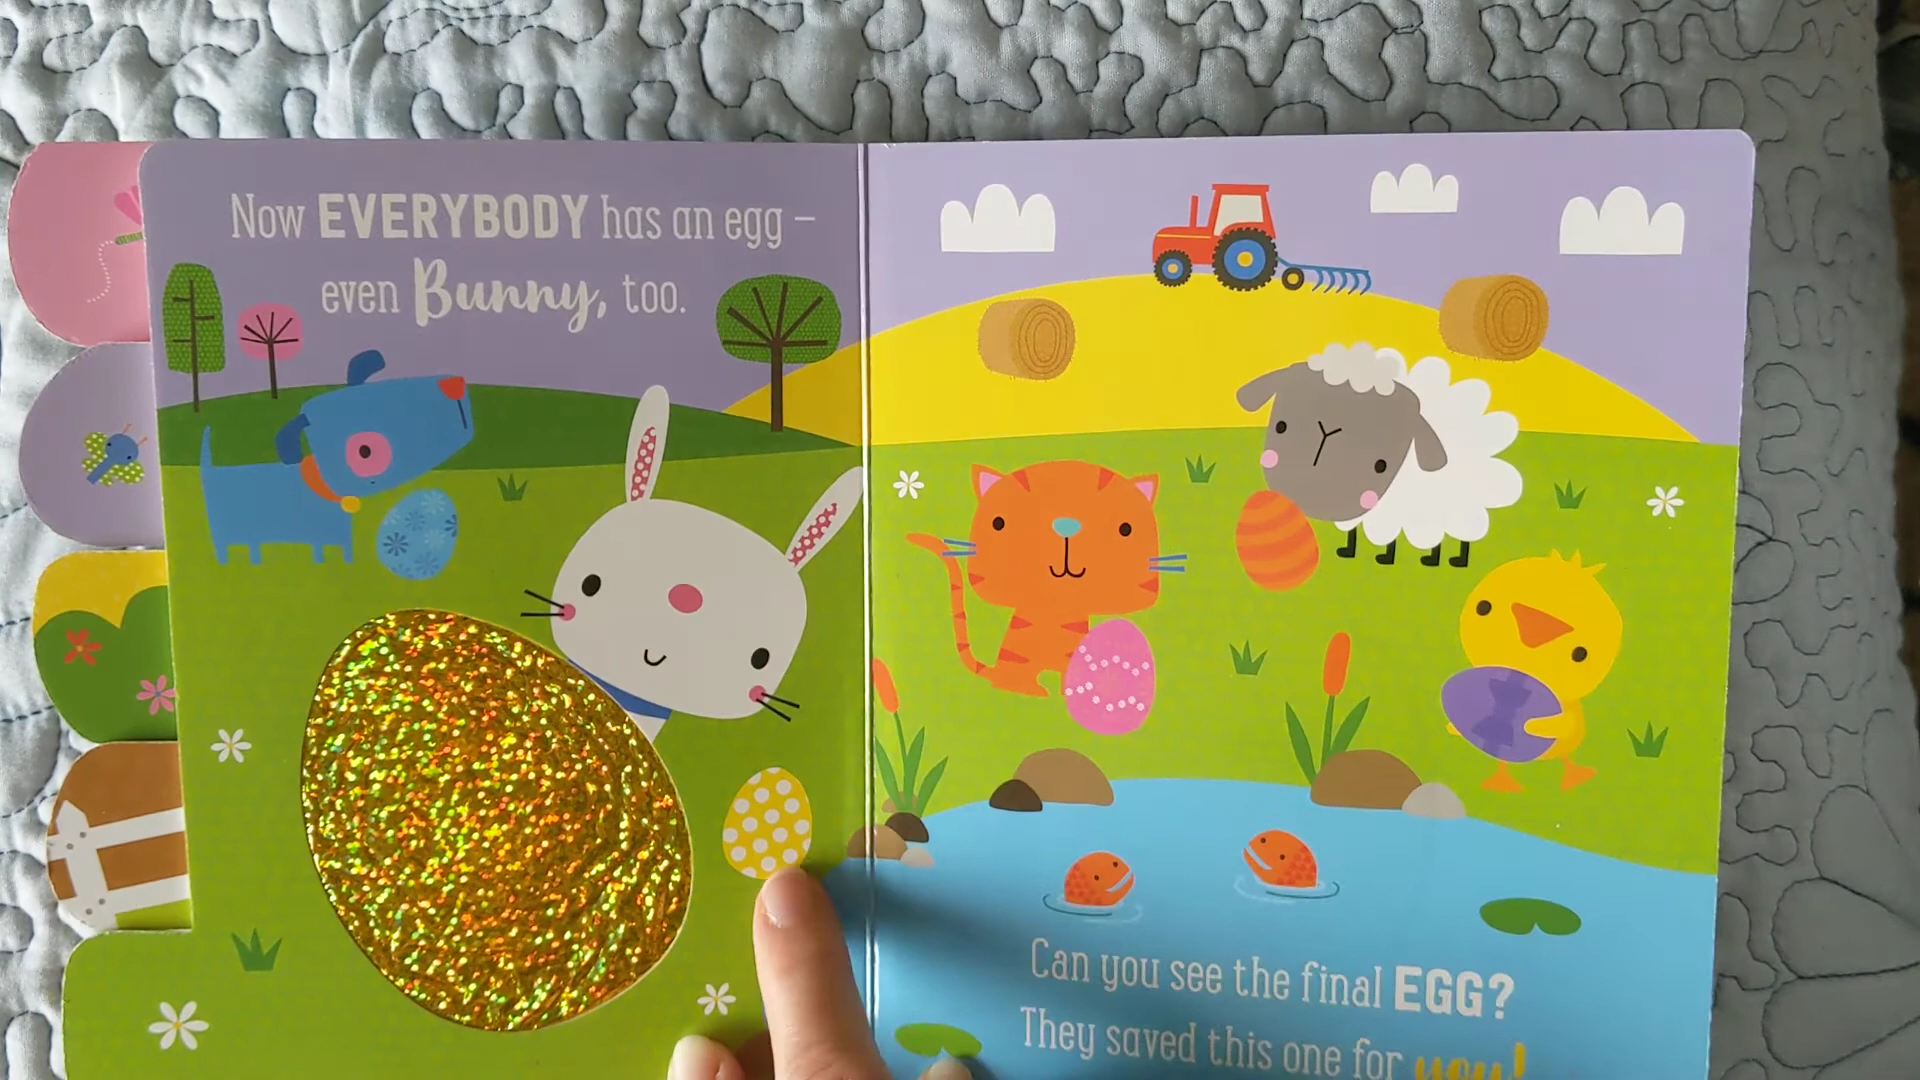 Now EVERYBODY has an egg –
even Bunny, too.
Can you see the final EGG?
They saved this one for you!